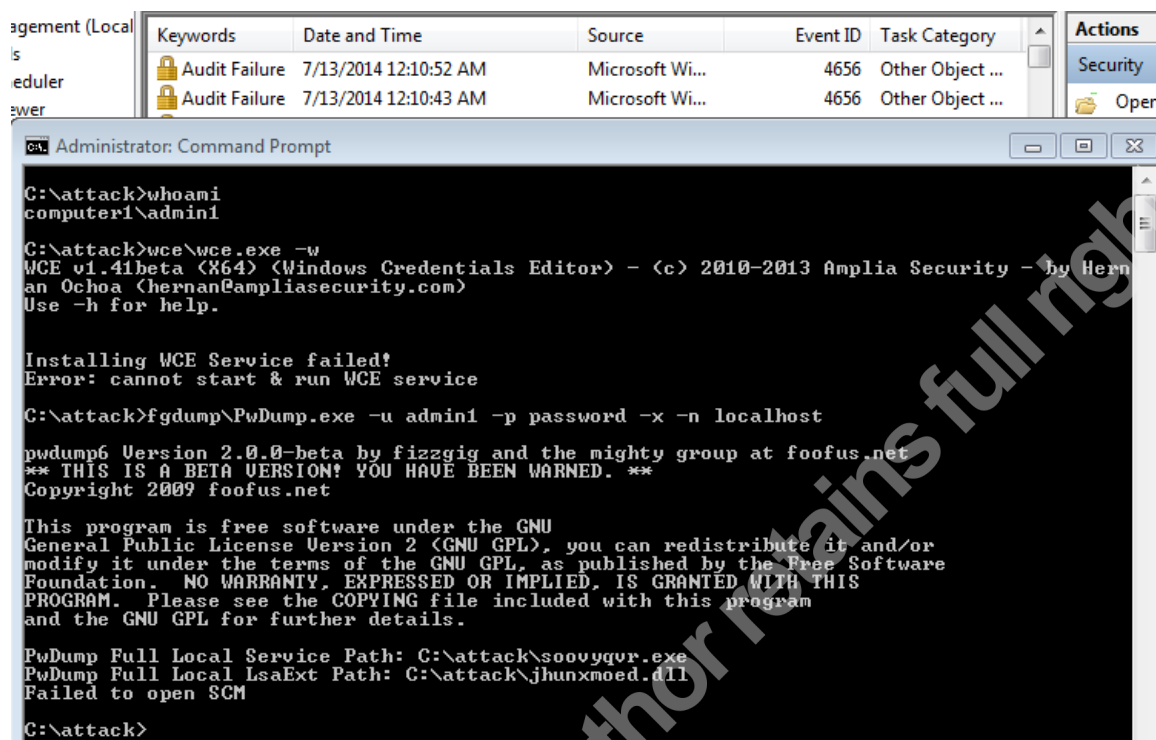 agement (Local
ls
eduler
ewer
Keywords Date and Time Source Event ID Task Category
Audit Failure 7/13/2014 12:10:52 AM Microsoft Wi... 4656 Other Object ...
Audit Failure 7/13/2014 12:10:43 AM Microsoft Wi... 4656 Other Object ...
Actions
Security
Open
Administrator: Command Prompt
C:\attack>whoami
computer1\admin1
C:\attack>wce\wce.exe -w
WCE v1.41beta (X64) (Windows Credentials Editor) - (c) 2010-2013 Amplia Security - by Hern
an Ochoa (hernan@ampliasecurity.com)
Use -h for help.
Installing WCE Service failed!
Error: cannot start & run WCE service
C:\attack>fgdump\PwDump.exe -u admin1 -p password -x -n localhost
pwdump6 Version 2.0.0-beta by fizzgig and the mighty group at foofus.net
** THIS IS A BETA VERSION! YOU HAVE BEEN WARNED. **
Copyright 2009 foofus.net
This program is free software under the GNU
General Public License Version 2 (GNU GPL), you can redistribute it and/or
modify it under the terms of the GNU GPL, as published by the Free Software
Foundation. NO WARRANTY, EXPRESSED OR IMPLIED, IS GRANTED WITH THIS
PROGRAM. Please see the COPYING file included with this program
and the GNU GPL for further details.
PwDump Full Local Service Path: C:\attack\soovyqvr.exe
PwDump Full Local LsaExt Path: C:\attack\jhunxmoed.dll
Failed to open SCM
C:\attack>
thor retains full righ